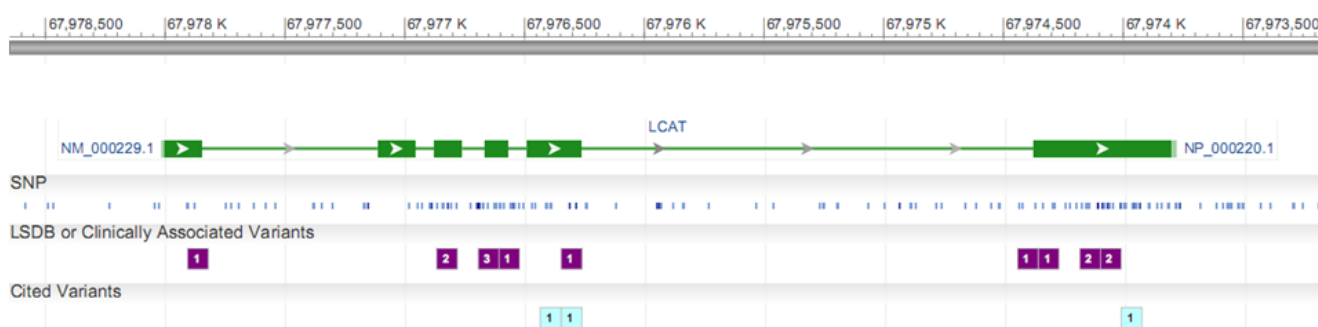 67,978,500 67,978 K 67,977,500 67,977 K 67,976,500 67,976 K 67,975,500 67,975 K 67,974,500 67,974 K 67,973,500
LCAT
NM_000229.1 NP_000220.1
SNP
LSDB or Clinically Associated Variants
1 2 3 1 1 1 1 2 2
Cited Variants
1 1 1